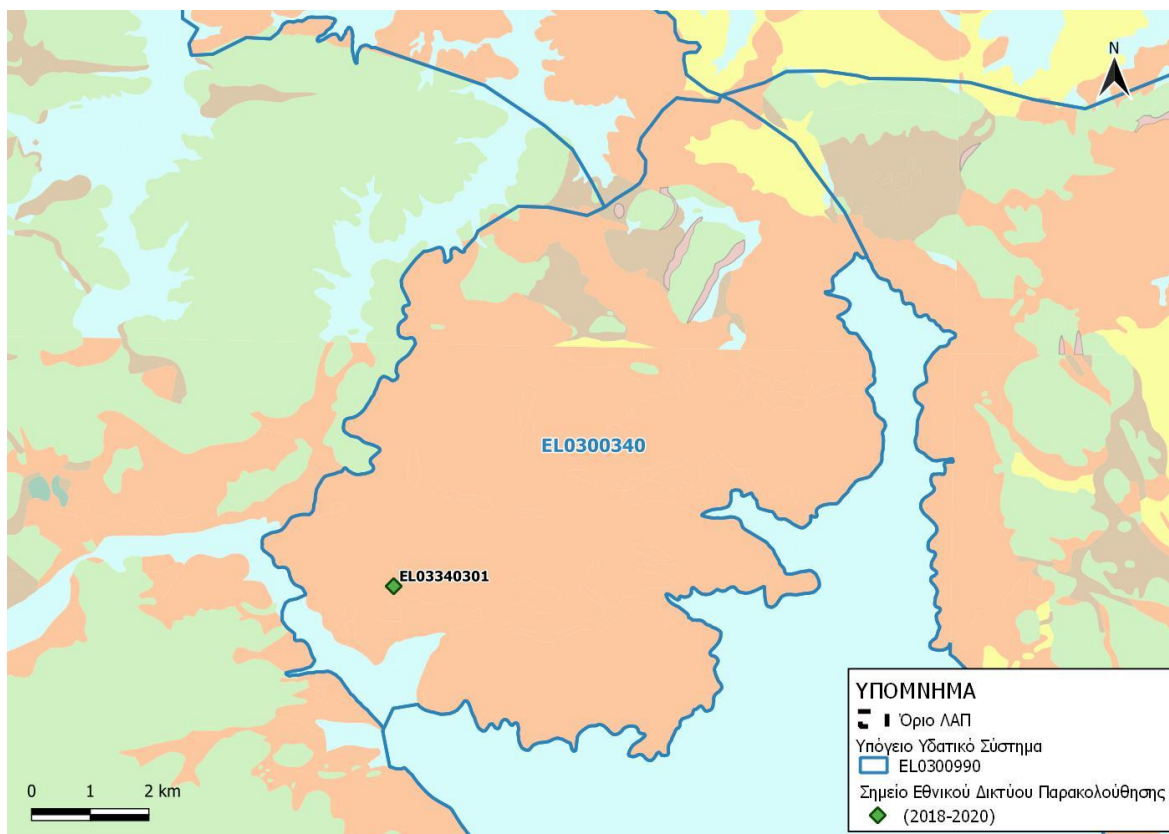 N
EL0300340
EL03340301
ΥΠΟΜΝΗΜΑ
Όριο ΛΑΠ
Υπόγειο Υδατικό Σύστημα
EL0300990
Σημείο Εθνικού Δικτύου Παρακολούθησης
(2018-2020)
0 1 2 km